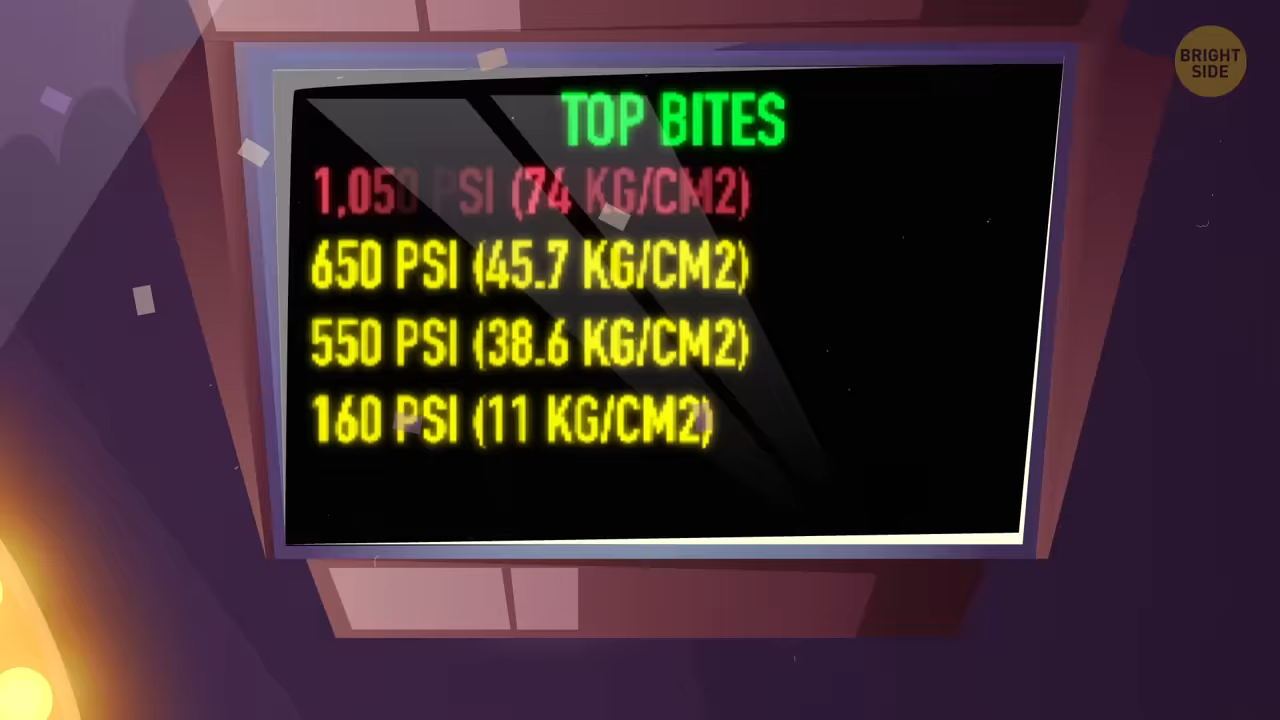 BRIGHT
SIDE
TOP BITES
1,050 PSI (74 KG/CM2)
650 PSI (45.7 KG/CM2)
550 PSI (38.6 KG/CM2)
160 PSI (11 KG/CM2)